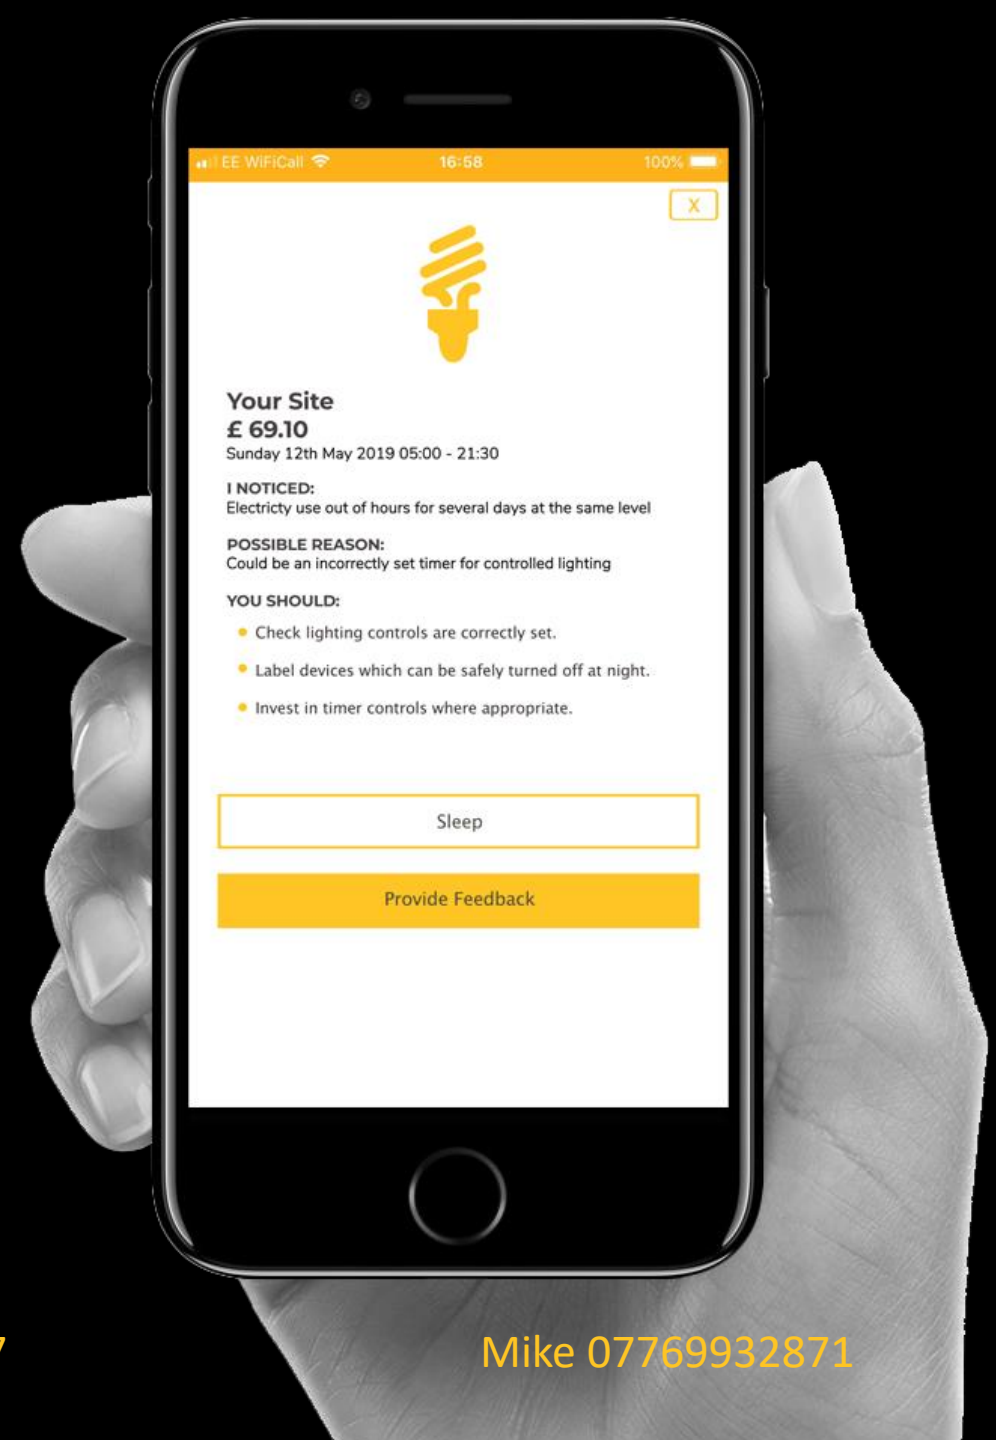 EE WiFiCall 16:58 100%
X
Your Site
£ 69.10
Sunday 12th May 2019 05:00 - 21:30
I NOTICED:
Electricty use out of hours for several days at the same level
POSSIBLE REASON:
Could be an incorrectly set timer for controlled lighting
YOU SHOULD:
Check lighting controls are correctly set.
Label devices which can be safely turned off at night.
Invest in timer controls where appropriate.
Sleep
Provide Feedback
7 Mike 07769932871